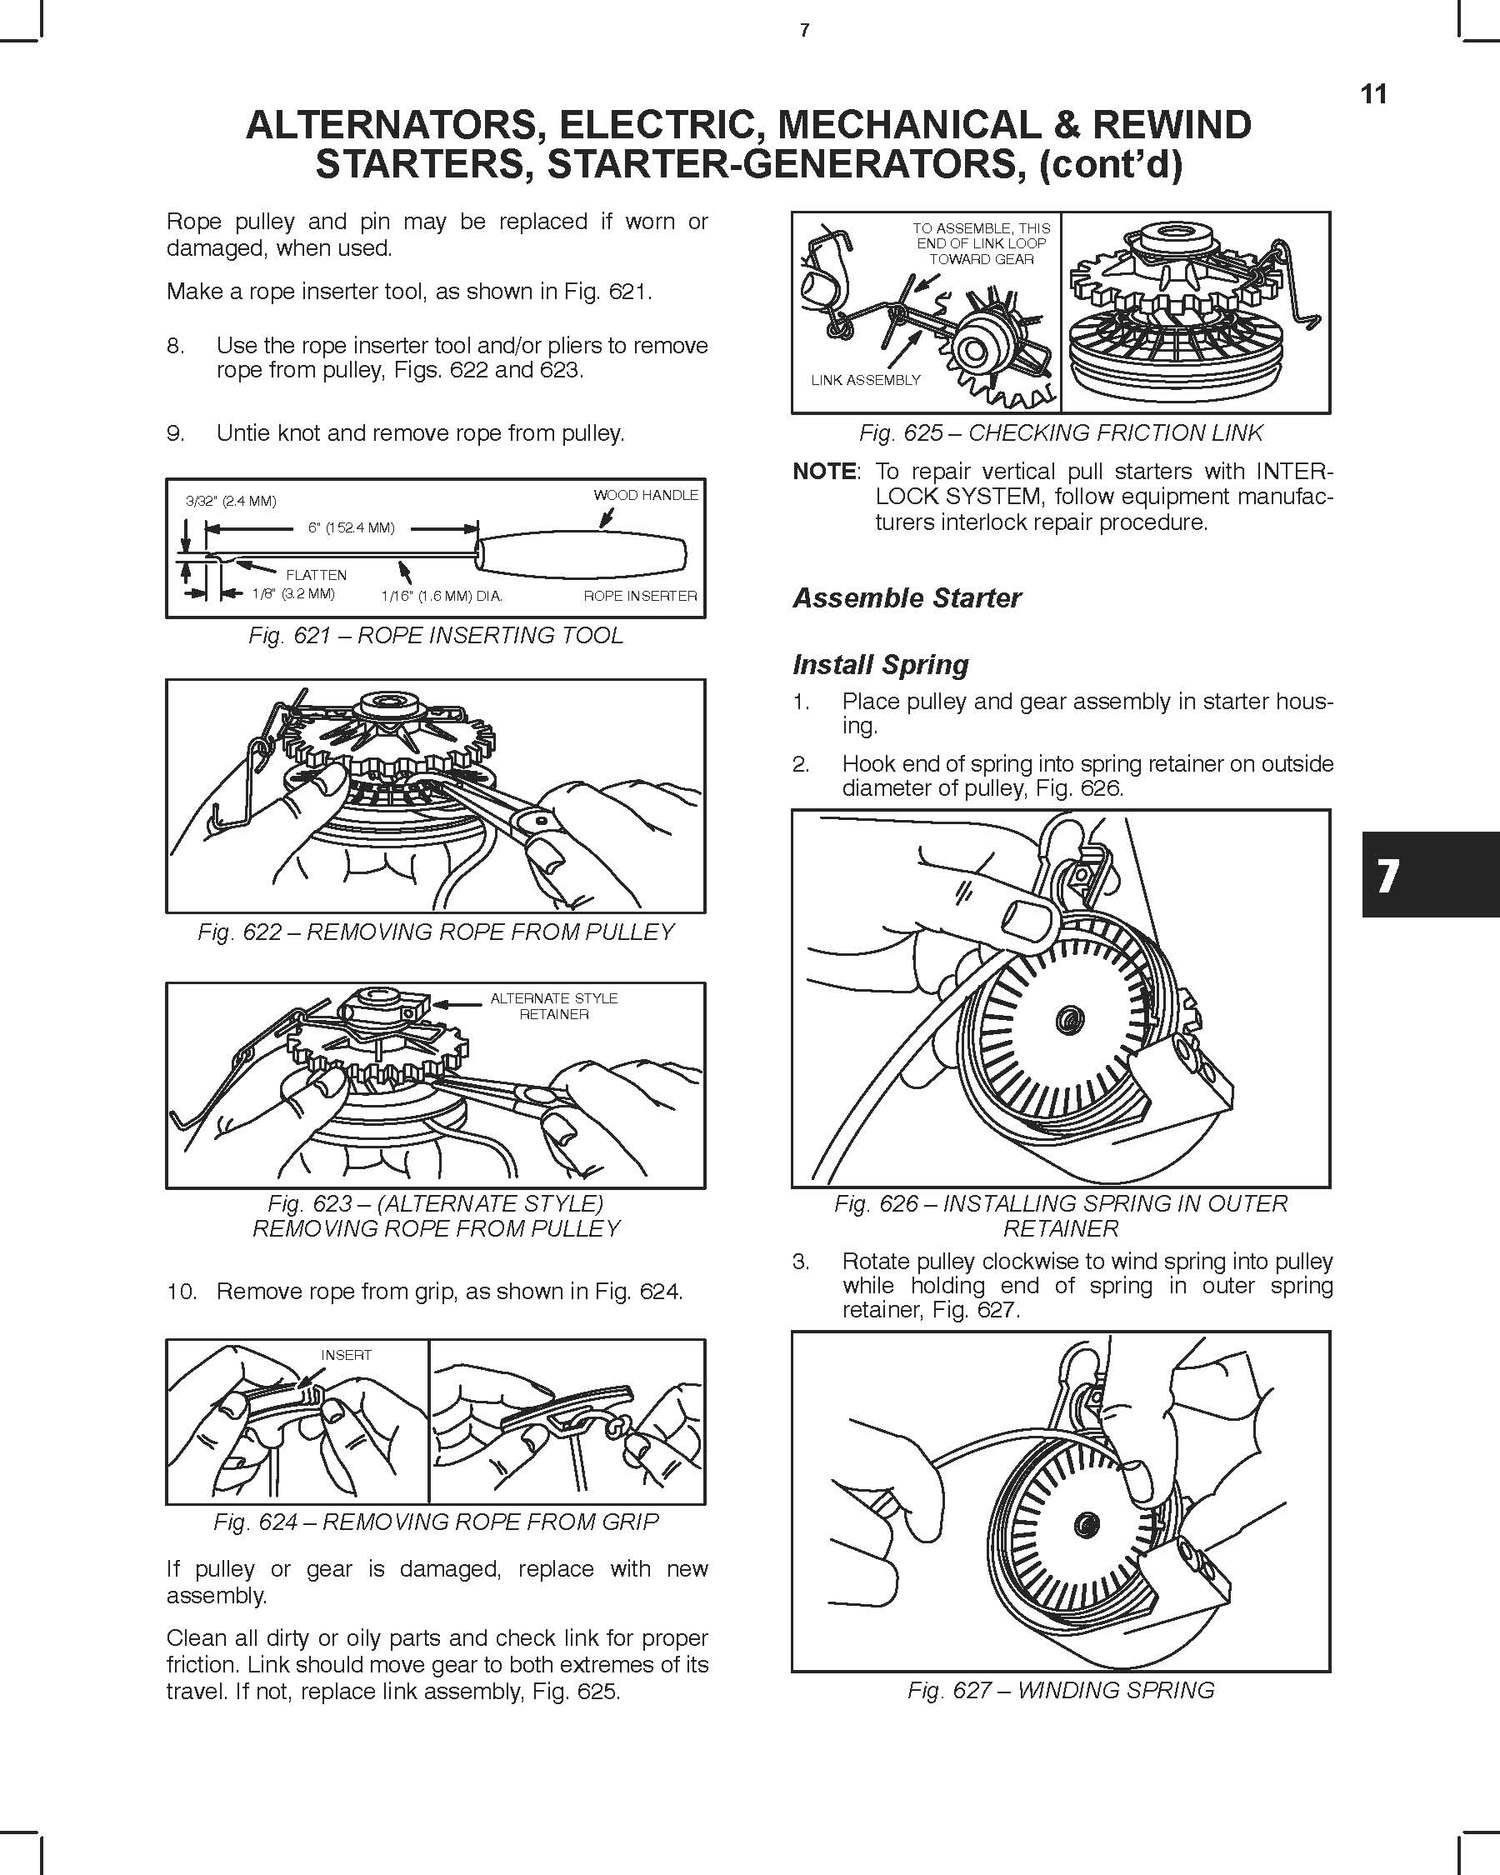 7
11
ALTERNATORS, ELECTRIC, MECHANICAL & REWIND
STARTERS, STARTER-GENERATORS, (cont’d)
Rope pulley and pin may be replaced if worn or
damaged, when used.
Make a rope inserter tool, as shown in Fig. 621.
8. Use the rope inserter tool and/or pliers to remove
rope from pulley, Figs. 622 and 623.
9. Untie knot and remove rope from pulley.
3/32" (2.4 MM)
WOOD HANDLE
6" (152.4 MM)
FLATTEN
1/8" (3.2 MM)
1/16" (1.6 MM) DIA.
ROPE INSERTER
Fig. 621 – ROPE INSERTING TOOL
Fig. 622 – REMOVING ROPE FROM PULLEY
ALTERNATE STYLE
RETAINER
Fig. 623 – (ALTERNATE STYLE)
REMOVING ROPE FROM PULLEY
10. Remove rope from grip, as shown in Fig. 624.
INSERT
Fig. 624 – REMOVING ROPE FROM GRIP
If pulley or gear is damaged, replace with new
assembly.
Clean all dirty or oily parts and check link for proper
friction. Link should move gear to both extremes of its
travel. If not, replace link assembly, Fig. 625.
TO ASSEMBLE, THIS
END OF LINK LOOP
TOWARD GEAR
LINK ASSEMBLY
Fig. 625 – CHECKING FRICTION LINK
NOTE: To repair vertical pull starters with INTER-
LOCK SYSTEM, follow equipment manufac-
turers interlock repair procedure.
Assemble Starter
Install Spring
1. Place pulley and gear assembly in starter hous-
ing.
2. Hook end of spring into spring retainer on outside
diameter of pulley, Fig. 626.
7
Fig. 626 – INSTALLING SPRING IN OUTER
RETAINER
3. Rotate pulley clockwise to wind spring into pulley
while holding end of spring in outer spring
retainer, Fig. 627.
Fig. 627 – WINDING SPRING